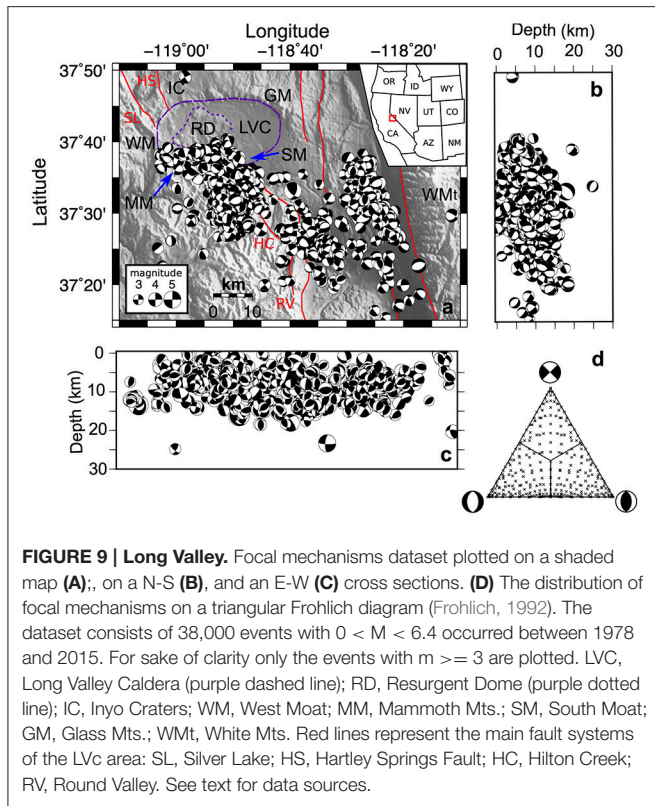 Longitude
−119°00' −118°40' −118°20'
Depth (km)
0 10 20 30
37°50'
37°40'
37°30'
37°20'
Latitude
HS
IC
GM
SL
RD
LVC
WM
SM
MM
WMt
HC
RV
OR
ID
WY
NV
UT
CO
CA
AZ
NM
magnitude
3 4 5
km
0 10
a
b
Depth (km)
0
10
20
30
c
d
FIGURE 9 | Long Valley. Focal mechanisms dataset plotted on a shaded
map (A);, on a N-S (B), and an E-W (C) cross sections. (D) The distribution of
focal mechanisms on a triangular Frohlich diagram (Frohlich, 1992). The
dataset consists of 38,000 events with 0 < M < 6.4 occurred between 1978
and 2015. For sake of clarity only the events with m >= 3 are plotted. LVC,
Long Valley Caldera (purple dashed line); RD, Resurgent Dome (purple dotted
line); IC, Inyo Craters; WM, West Moat; MM, Mammoth Mts.; SM, South Moat;
GM, Glass Mts.; WMt, White Mts. Red lines represent the main fault systems
of the LVc area: SL, Silver Lake; HS, Hartley Springs Fault; HC, Hilton Creek;
RV, Round Valley. See text for data sources.